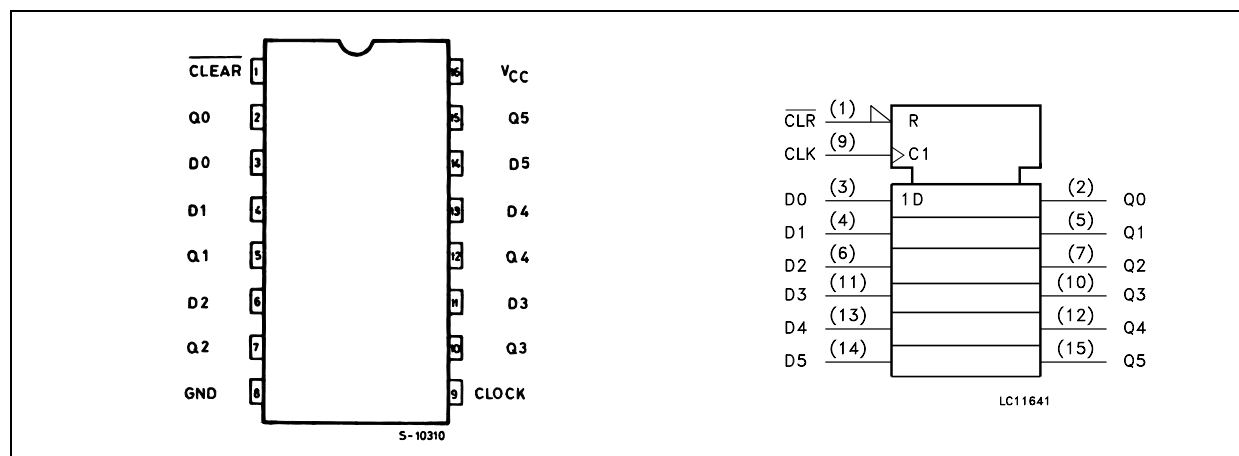 CLEAR 1 16 VCC
Q0 2 15 Q5
D0 3 14 D5
D1 4 13 D4
Q1 5 12 Q4
D2 6 11 D3
Q2 7 10 Q3
GND 8 9 CLOCK
S-10310
CLR (1) R
CLK (9) C1
D0 (3) 1D (2) Q0
D1 (4) (5) Q1
D2 (6) (7) Q2
D3 (11) (10) Q3
D4 (13) (12) Q4
D5 (14) (15) Q5
LC11641